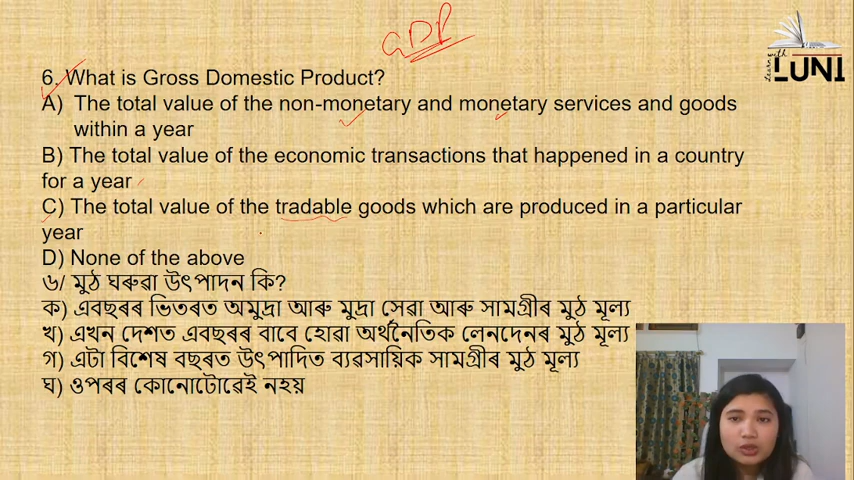 GDP
Learn with
LUNI
6. What is Gross Domestic Product?
A) The total value of the non-monetary and monetary services and goods
within a year
B) The total value of the economic transactions that happened in a country
for a year
C) The total value of the tradable goods which are produced in a particular
year
D) None of the above
৬/ মুঠ ঘৰুৱা উৎপাদন কি?
ক) এবছৰৰ ভিতৰত অমুদ্ৰা আৰু মুদ্ৰা সেৱা আৰু সামগ্ৰীৰ মুঠ মূল্য
খ) এখন দেশত এবছৰৰ বাবে হোৱা অৰ্থনৈতিক লেনদেনৰ মুঠ মূল্য
গ) এটা বিশেষ বছৰত উৎপাদিত ব্যৱসায়িক সামগ্ৰীৰ মুঠ মূল্য
ঘ) ওপৰৰ কোনোটোৱেই নহয়